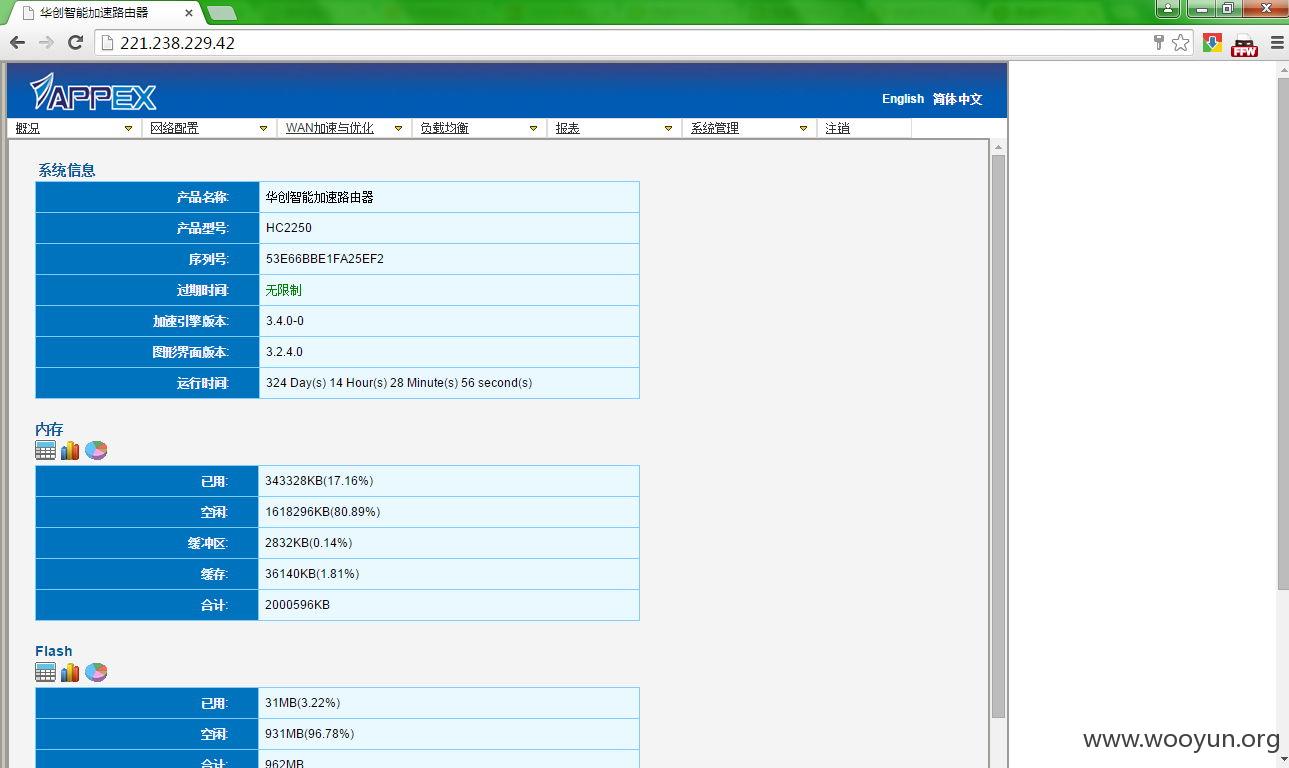 华创智能加速路由器
221.238.229.42
FFW
APPEX
English 简体中文
概况 网络配置 WAN加速与优化 负载均衡 报表 系统管理 注销
系统信息
产品名称: 华创智能加速路由器
产品型号: HC2250
序列号: 53E66BBE1FA25EF2
过期时间: 无限制
加速引擎版本: 3.4.0-0
图形界面版本: 3.2.4.0
运行时间: 324 Day(s) 14 Hour(s) 28 Minute(s) 56 second(s)
内存
已用: 343328KB(17.16%)
空闲: 1618296KB(80.89%)
缓冲区: 2832KB(0.14%)
缓存: 36140KB(1.81%)
合计: 2000596KB
Flash
已用: 31MB(3.22%)
空闲: 931MB(96.78%)
合计: 962MB
www.wooyun.org